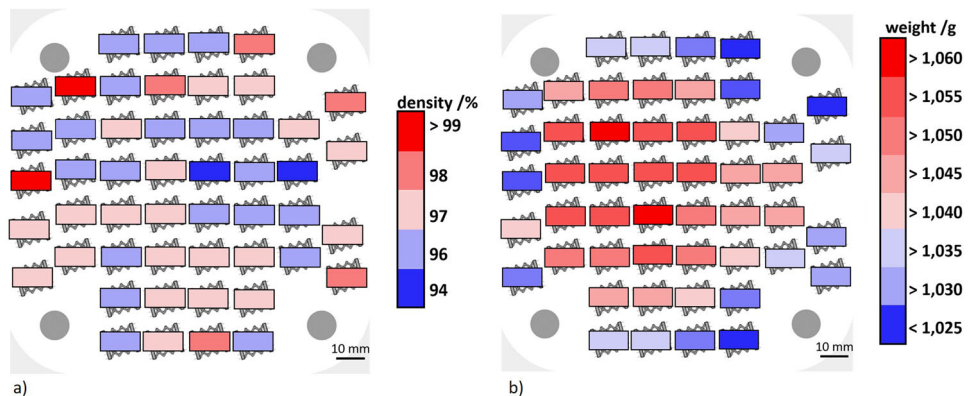 density /%
> 99
98
97
96
94
10 mm
a)
weight /g
> 1,060
> 1,055
> 1,050
> 1,045
> 1,040
> 1,035
> 1,030
< 1,025
10 mm
b)